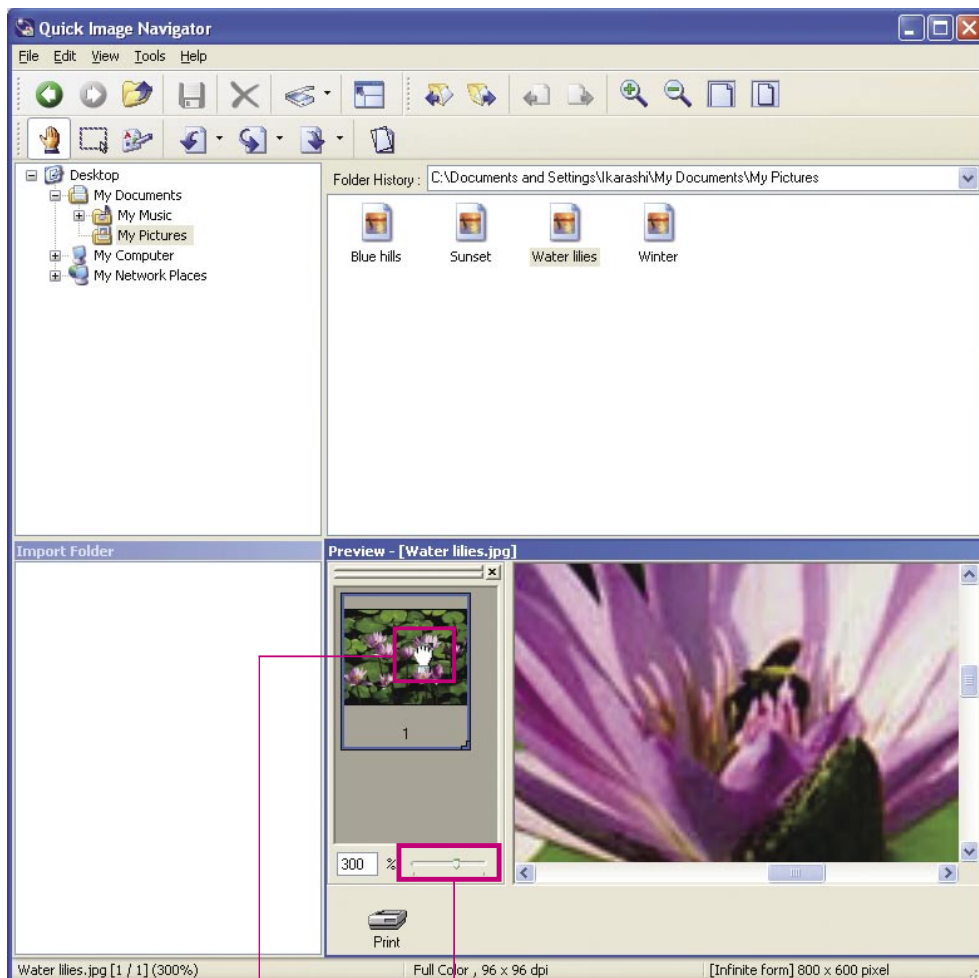 Quick Image Navigator
File Edit View Tools Help
Desktop
My Documents
My Music
My Pictures
My Computer
My Network Places
Folder History : C:\Documents and Settings\Ikarashi\My Documents\My Pictures
Blue hills Sunset Water lilies Winter
Import Folder
Preview - [Water lilies.jpg]
1
300 %
Print
Water lilies.jpg [1 / 1] (300%) Full Color , 96 x 96 dpi [Infinite form] 800 x 600 pixel